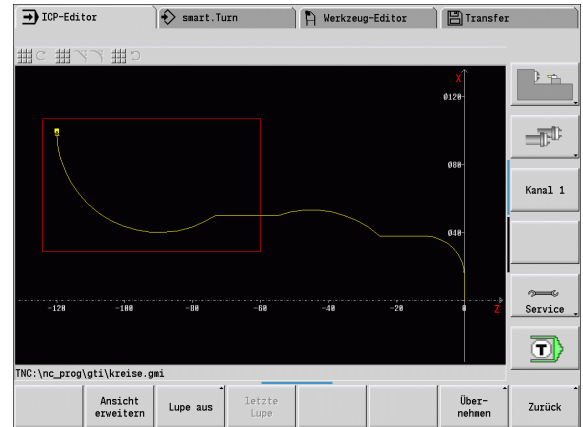 ICP-Editor
smart.Turn
Werkzeug-Editor
Transfer
X
Ø120
Ø80
Kanal 1
Ø40
-120 -100 -80 -60 -40 -20 0 Z
Service
T
TNC:\nc_prog\gti\kreise.gmi
Ansicht
erweitern
Lupe aus
letzte
Lupe
Über-
nehmen
Zurück